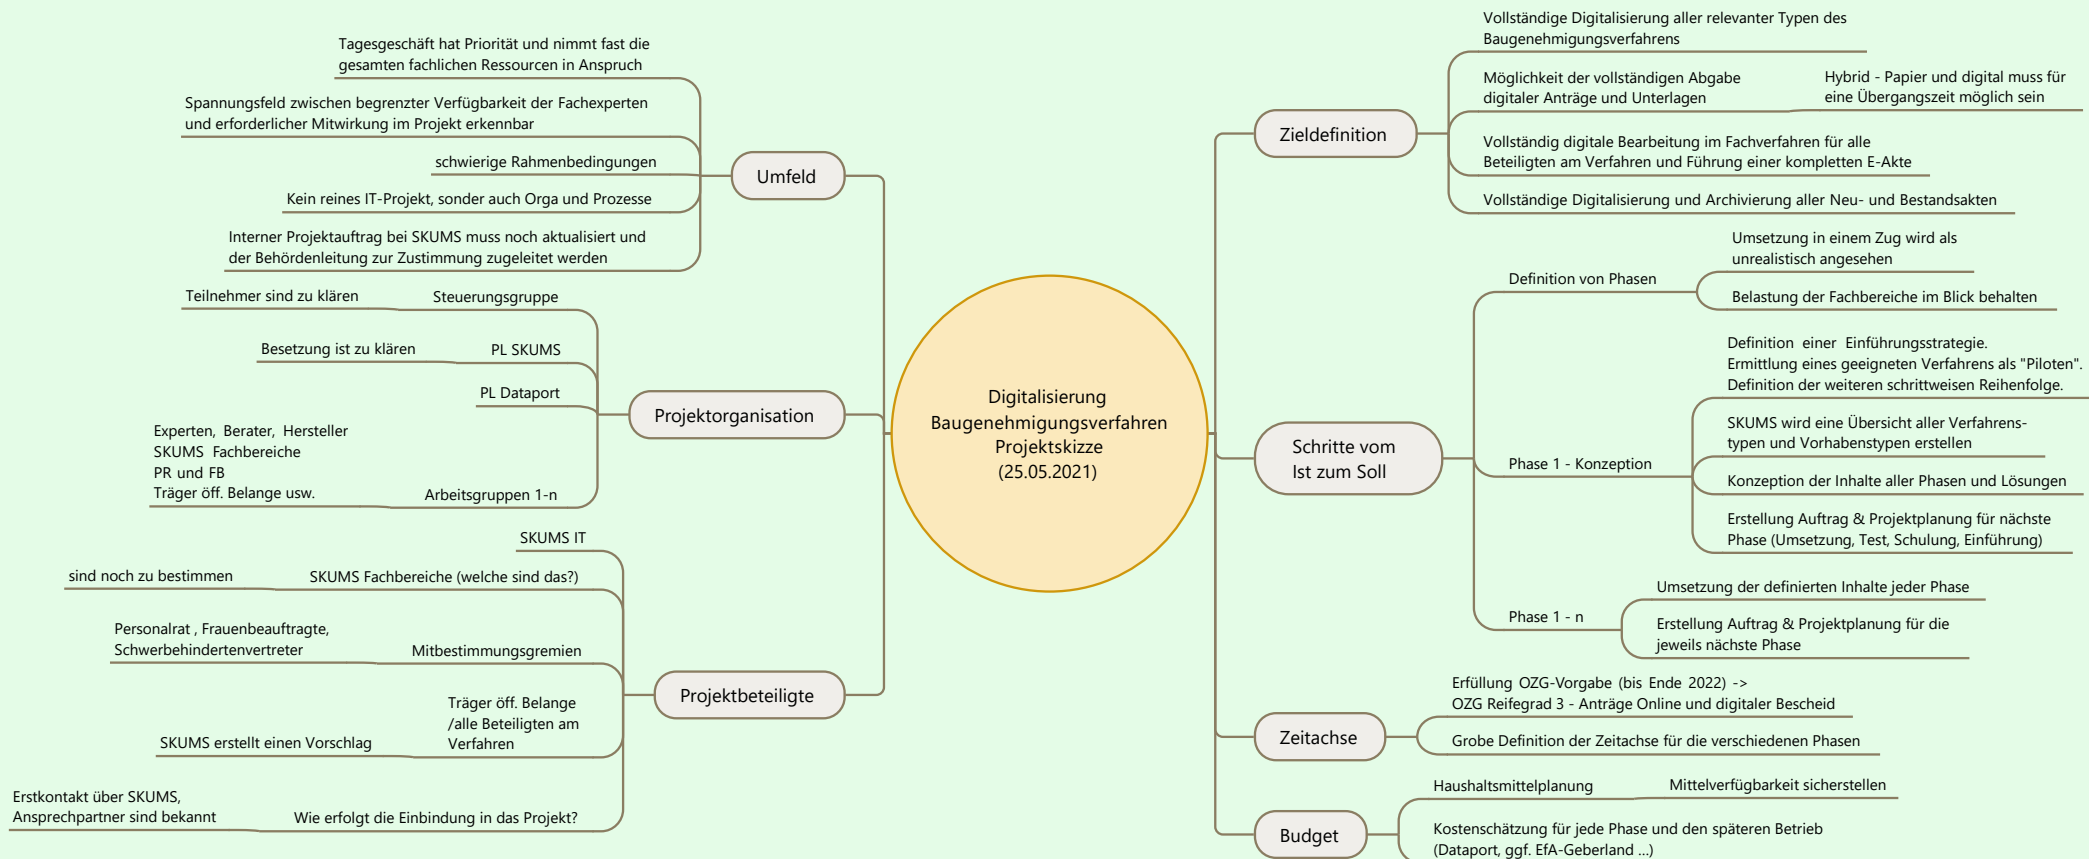 Digitalisierung
Baugenehmigungsverfahren
Projektskizze
(25.05.2021)
Umfeld
Tagesgeschäft hat Priorität und nimmt fast die
gesamten fachlichen Ressourcen in Anspruch
Spannungsfeld zwischen begrenzter Verfügbarkeit der Fachexperten
und erforderlicher Mitwirkung im Projekt erkennbar
schwierige Rahmenbedingungen
Kein reines IT-Projekt, sonder auch Orga und Prozesse
Interner Projektauftrag bei SKUMS muss noch aktualisiert und
der Behördenleitung zur Zustimmung zugeleitet werden
Projektorganisation
Steuerungsgruppe
Teilnehmer sind zu klären
PL SKUMS
Besetzung ist zu klären
PL Dataport
Arbeitsgruppen 1-n
Experten, Berater, Hersteller
SKUMS Fachbereiche
PR und FB
Träger öff. Belange usw.
Projektbeteiligte
SKUMS IT
SKUMS Fachbereiche (welche sind das?)
sind noch zu bestimmen
Mitbestimmungsgremien
Personalrat , Frauenbeauftragte,
Schwerbehindertenvertreter
Träger öff. Belange
/alle Beteiligten am
Verfahren
SKUMS erstellt einen Vorschlag
Wie erfolgt die Einbindung in das Projekt?
Erstkontakt über SKUMS,
Ansprechpartner sind bekannt
Zieldefinition
Vollständige Digitalisierung aller relevanter Typen des
Baugenehmigungsverfahrens
Möglichkeit der vollständigen Abgabe
digitaler Anträge und Unterlagen
Hybrid - Papier und digital muss für
eine Übergangszeit möglich sein
Vollständig digitale Bearbeitung im Fachverfahren für alle
Beteiligten am Verfahren und Führung einer kompletten E-Akte
Vollständige Digitalisierung und Archivierung aller Neu- und Bestandsakten
Schritte vom
Ist zum Soll
Definition von Phasen
Umsetzung in einem Zug wird als
unrealistisch angesehen
Belastung der Fachbereiche im Blick behalten
Phase 1 - Konzeption
Definition einer Einführungsstrategie.
Ermittlung eines geeigneten Verfahrens als "Piloten".
Definition der weiteren schrittweisen Reihenfolge.
SKUMS wird eine Übersicht aller Verfahrens-
typen und Vorhabenstypen erstellen
Konzeption der Inhalte aller Phasen und Lösungen
Erstellung Auftrag & Projektplanung für nächste
Phase (Umsetzung, Test, Schulung, Einführung)
Phase 1 - n
Umsetzung der definierten Inhalte jeder Phase
Erstellung Auftrag & Projektplanung für die
jeweils nächste Phase
Zeitachse
Erfüllung OZG-Vorgabe (bis Ende 2022) ->
OZG Reifegrad 3 - Anträge Online und digitaler Bescheid
Grobe Definition der Zeitachse für die verschiedenen Phasen
Budget
Haushaltsmittelplanung
Mittelverfügbarkeit sicherstellen
Kostenschätzung für jede Phase und den späteren Betrieb
(Dataport, ggf. EfA-Geberland ...)